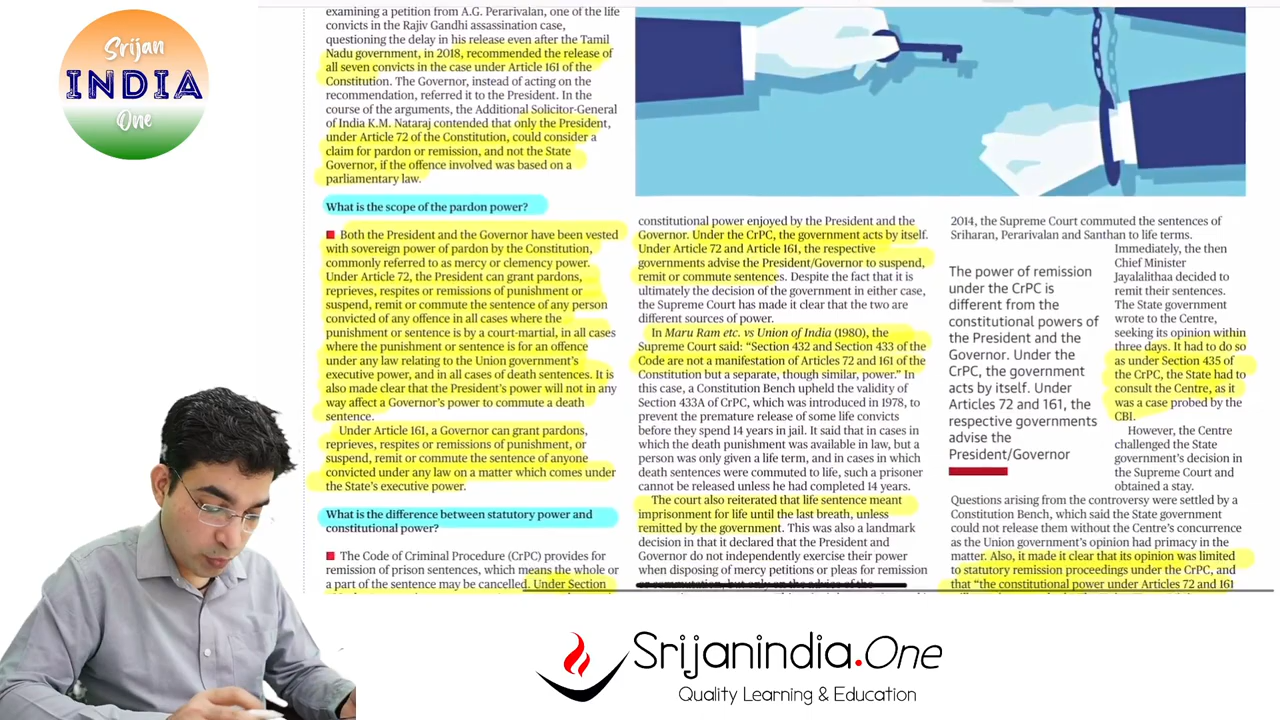 Srijan
INDIA
One
examining a petition from A.G. Perarivalan, one of the life
convicts in the Rajiv Gandhi assassination case,
questioning the delay in his release even after the Tamil
Nadu government, in 2018, recommended the release of
all seven convicts in the case under Article 161 of the
Constitution. The Governor, instead of acting on the
recommendation, referred it to the President. In the
course of the arguments, the Additional Solicitor-General
of India K.M. Nataraj contended that only the President,
under Article 72 of the Constitution, could consider a
claim for pardon or remission, and not the State
Governor, if the offence involved was based on a
parliamentary law.
What is the scope of the pardon power?
Both the President and the Governor have been vested
with sovereign power of pardon by the Constitution,
commonly referred to as mercy or clemency power.
Under Article 72, the President can grant pardons,
reprieves, respites or remissions of punishment or
suspend, remit or commute the sentence of any person
convicted of any offence in all cases where the
punishment or sentence is by a court-martial, in all cases
where the punishment or sentence is for an offence
under any law relating to the Union government's
executive power, and in all cases of death sentences. It is
also made clear that the President's power will not in any
way affect a Governor's power to commute a death
sentence.
Under Article 161, a Governor can grant pardons,
reprieves, respites or remissions of punishment, or
suspend, remit or commute the sentence of anyone
convicted under any law on a matter which comes under
the State's executive power.
What is the difference between statutory power and
constitutional power?
The Code of Criminal Procedure (CrPC) provides for
remission of prison sentences, which means the whole or
a part of the sentence may be cancelled. Under Section
constitutional power enjoyed by the President and the
Governor. Under the CrPC, the government acts by itself.
Under Article 72 and Article 161, the respective
governments advise the President/Governor to suspend,
remit or commute sentences. Despite the fact that it is
ultimately the decision of the government in either case,
the Supreme Court has made it clear that the two are
different sources of power.
In Maru Ram etc. vs Union of India (1980), the
Supreme Court said: "Section 432 and Section 433 of the
Code are not a manifestation of Articles 72 and 161 of the
Constitution but a separate, though similar, power." In
this case, a Constitution Bench upheld the validity of
Section 433A of CrPC, which was introduced in 1978, to
prevent the premature release of some life convicts
before they spend 14 years in jail. It said that in cases in
which the death punishment was available in law, but a
person was only given a life term, and in cases in which
death sentences were commuted to life, such a prisoner
cannot be released unless he had completed 14 years.
The court also reiterated that life sentence meant
imprisonment for life until the last breath, unless
remitted by the government. This was also a landmark
decision in that it declared that the President and
Governor do not independently exercise their power
when disposing of mercy petitions or pleas for remission
or commutation, but only on the advice of the
2014, the Supreme Court commuted the sentences of
Sriharan, Perarivalan and Santhan to life terms.
Immediately, the then
Chief Minister
Jayalalithaa decided to
remit their sentences.
The State government
wrote to the Centre,
seeking its opinion within
three days. It had to do so
as under Section 435 of
the CrPC, the State had to
consult the Centre, as it
was a case probed by the
CBI.
However, the Centre
challenged the State
government's decision in
the Supreme Court and
obtained a stay.
The power of remission
under the CrPC is
different from the
constitutional powers of
the President and the
Governor. Under the
CrPC, the government
acts by itself. Under
Articles 72 and 161, the
respective governments
advise the
President/Governor
Questions arising from the controversy were settled by a
Constitution Bench, which said the State government
could not release them without the Centre's concurrence
as the Union government's opinion had primacy in the
matter. Also, it made it clear that its opinion was limited
to statutory remission proceedings under the CrPC, and
that "the constitutional power under Articles 72 and 161
Srijanindia.One
Quality Learning & Education